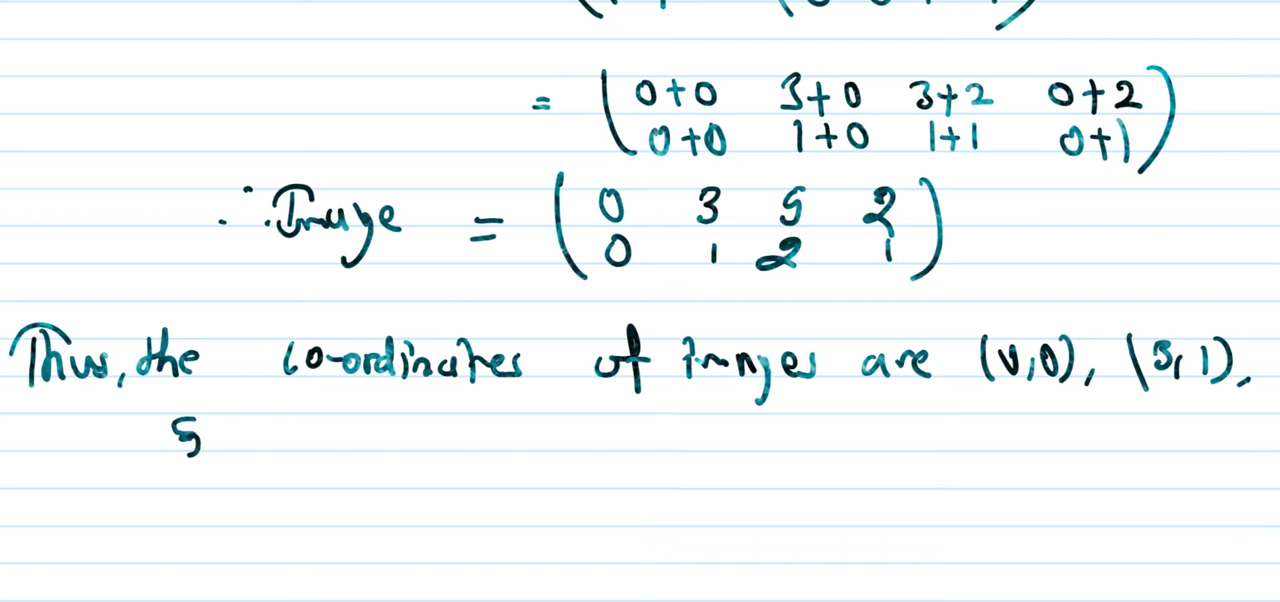 = ( 0+0 3+0 3+2 0+2
0+0 1+0 1+1 0+1 )
∴ Image = ( 0 3 5 2
0 1 2 1 )
Thus, the co-ordinates of images are (0,0), (3,1),
5